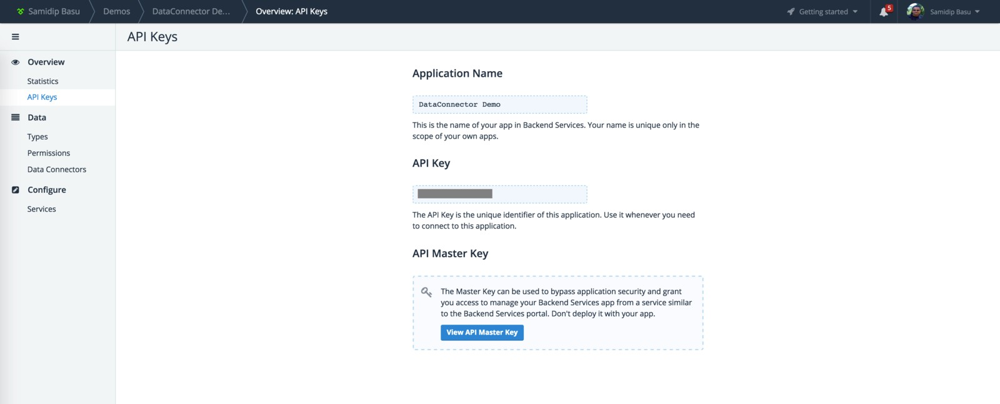 Samidip Basu
Demos
DataConnector De...
Overview: API Keys
Getting started
5
Samidip Basu
API Keys
Overview
Statistics
API Keys
Data
Types
Permissions
Data Connectors
Configure
Services
Application Name
DataConnector Demo
This is the name of your app in Backend Services. Your name is unique only in the
scope of your own apps.
API Key
The API Key is the unique identifier of this application. Use it whenever you need
to connect to this application.
API Master Key
The Master Key can be used to bypass application security and grant
you access to manage your Backend Services app from a service similar
to the Backend Services portal. Don't deploy it with your app.
View API Master Key